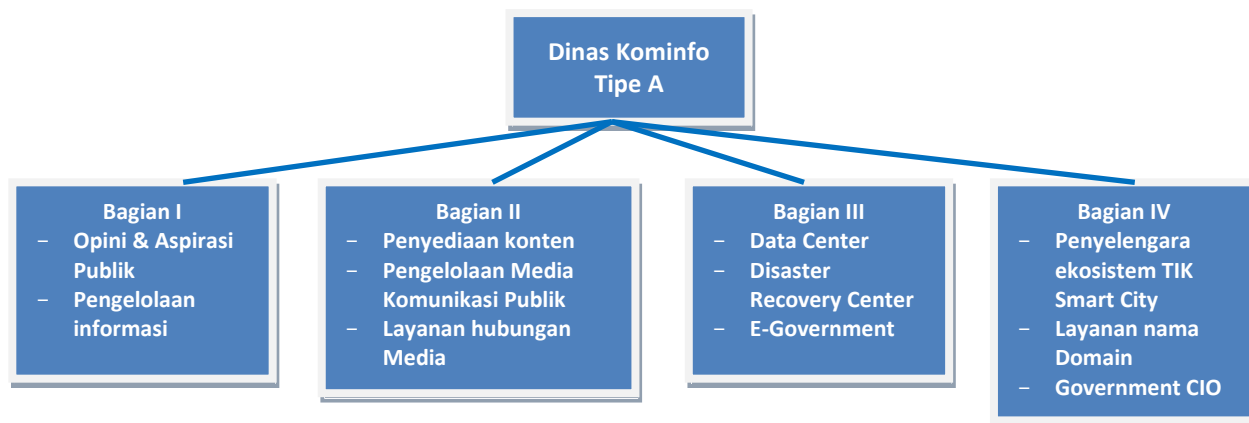 Dinas Kominfo
Tipe A
Bagian I
- Opini & Aspirasi
Publik
- Pengelolaan
informasi
Bagian II
- Penyediaan konten
- Pengelolaan Media
Komunikasi Publik
- Layanan hubungan
Media
Bagian III
- Data Center
- Disaster
Recovery Center
- E-Government
Bagian IV
- Penyelengara
ekosistem TIK
Smart City
- Layanan nama
Domain
- Government CIO